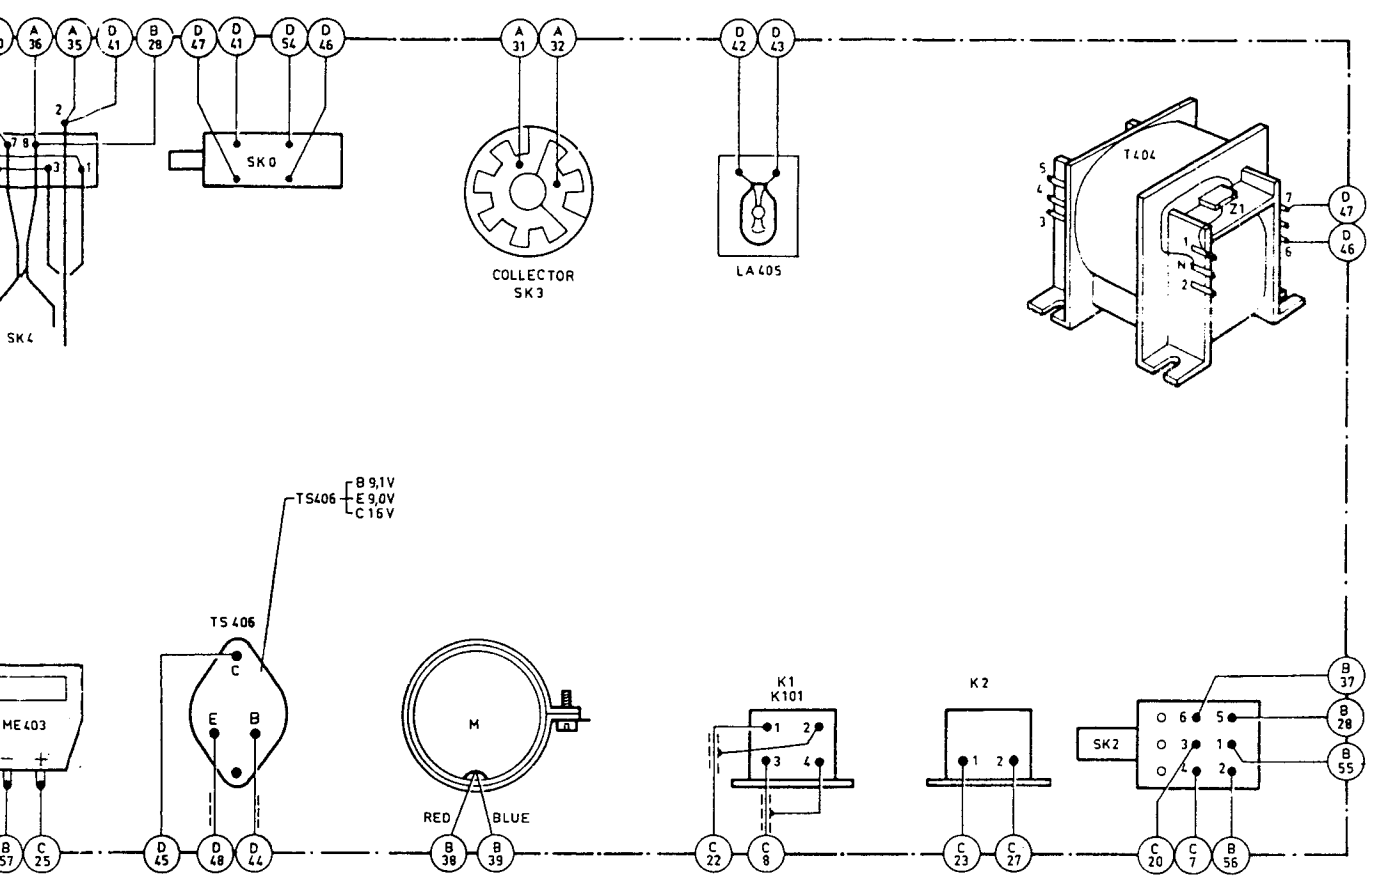 A 36
A 35
D 41
B 28
D 47
D 41
D 54
D 46
A 31
A 32
D 42
D 43
2
7 8
3
1
SK0
SK4
COLLECTOR
SK3
LA405
T404
5
4
3
Z1
1
N
2
7
6
D 47
D 46
TS406
B 9,1V
E 9,0V
C 16V
TS 406
C
E B
ME403
- +
M
RED BLUE
K1
K101
1 2
3 4
K2
1 2
SK2
6 5
3 1
4 2
B 37
B 28
B 55
B 57
C 25
D 45
D 48
D 44
B 38
B 39
C 22
C 8
C 23
C 27
C 20
C 7
B 56